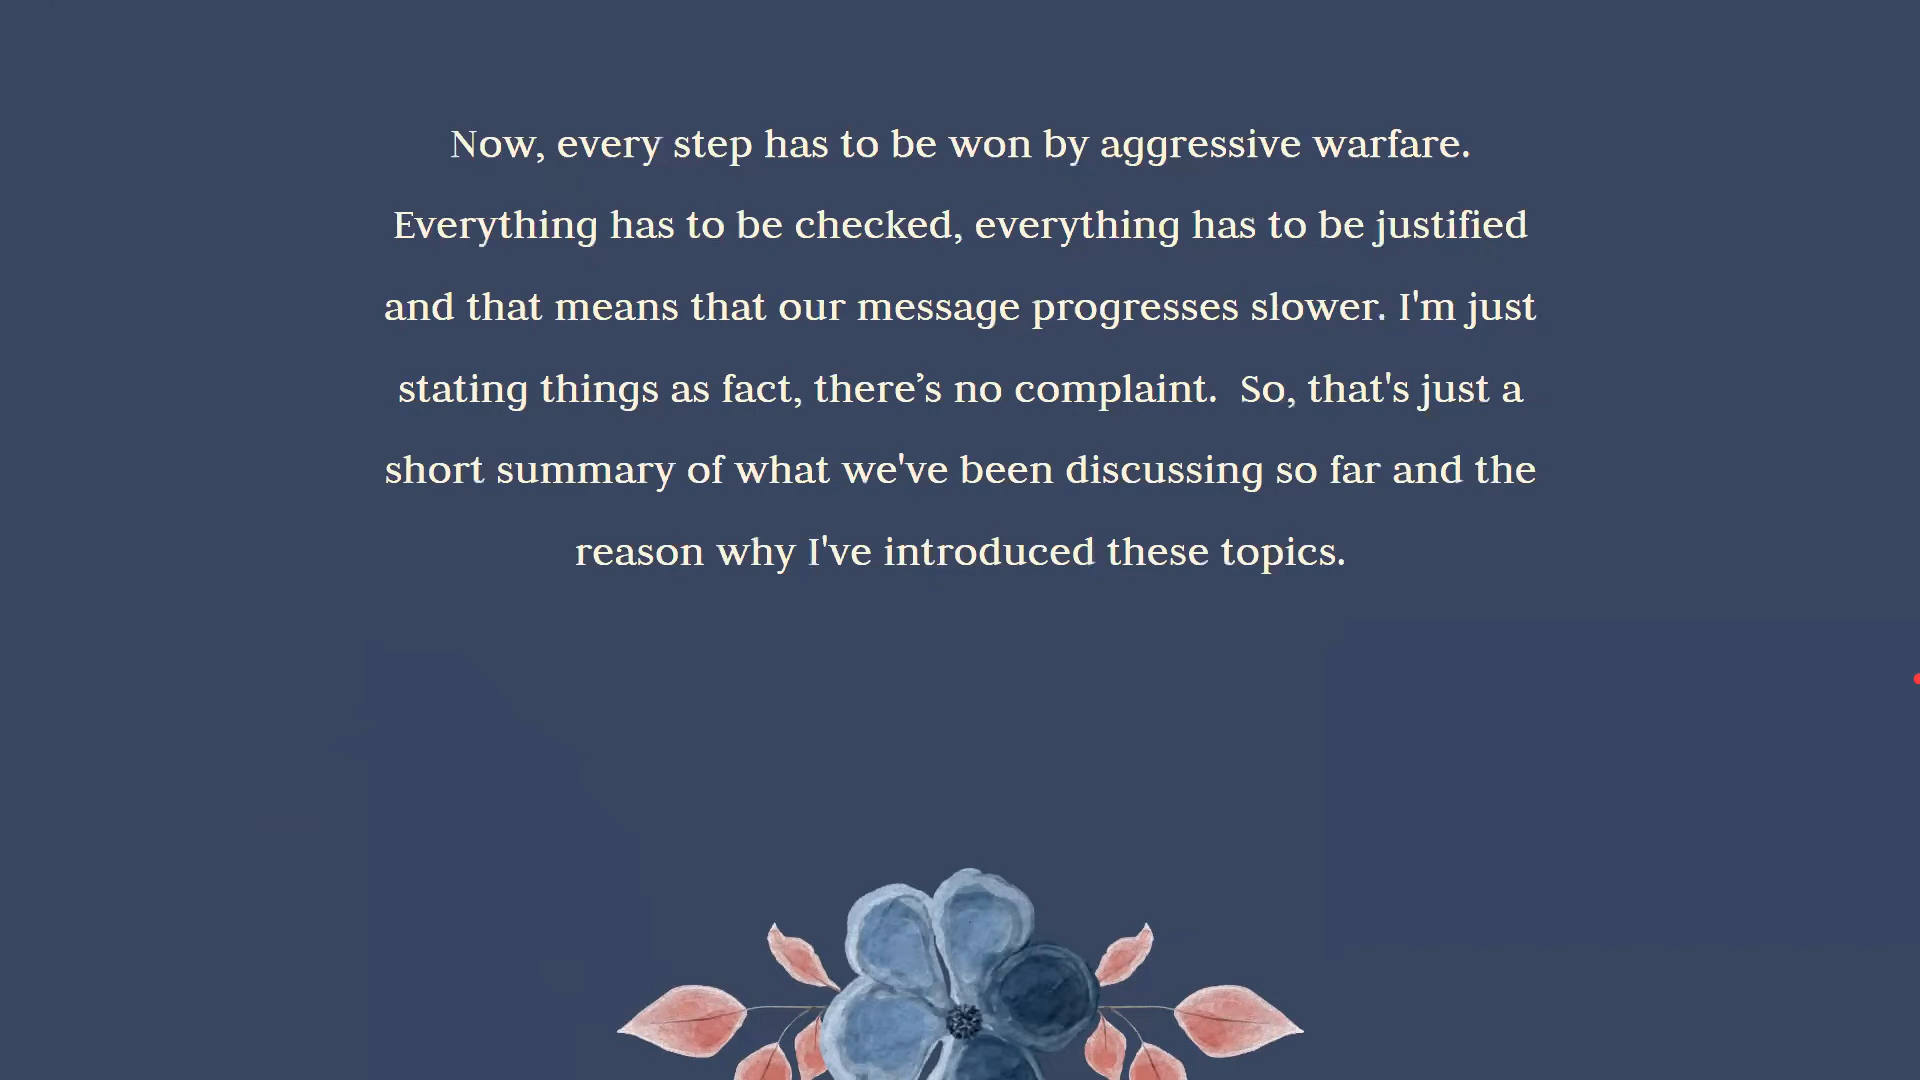 Now, every step has to be won by aggressive warfare.
Everything has to be checked, everything has to be justified
and that means that our message progresses slower. I'm just
stating things as fact, there’s no complaint.  So, that's just a
short summary of what we've been discussing so far and the
reason why I've introduced these topics.